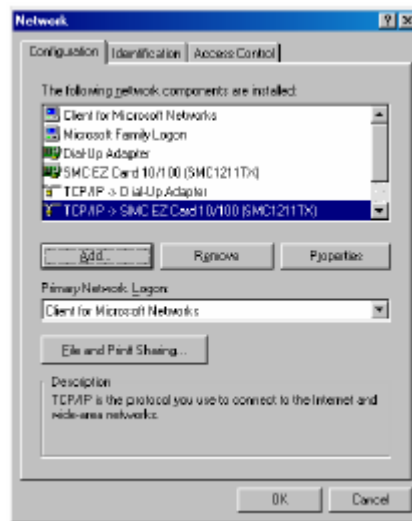 Network
Configuration Identification Access Control
The following network components are installed:
Client for Microsoft Networks
Microsoft Family Logon
Dial-Up Adapter
SMC EZ Card 10/100 (SMC1211TX)
TCP/IP -> Dial-Up Adapter
TCP/IP -> SMC EZ Card 10/100 (SMC1211TX)
Add... Remove Properties
Primary Network Logon:
Client for Microsoft Networks
File and Print Sharing...
Description
TCP/IP is the protocol you use to connect to the Internet and
wide-area networks.
OK Cancel